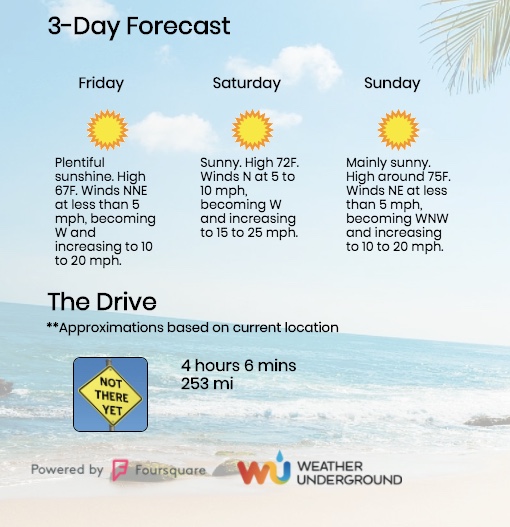 3-Day Forecast
Friday
Saturday
Sunday
Plentiful
sunshine. High
67F. Winds NNE
at less than 5
mph, becoming
W and
increasing to 10
to 20 mph.
Sunny. High 72F.
Winds N at 5 to
10 mph,
becoming W
and increasing
to 15 to 25 mph.
Mainly sunny.
High around 75F.
Winds NE at less
than 5 mph,
becoming WNW
and increasing
to 10 to 20 mph.
The Drive
**Approximations based on current location
NOT
THERE
YET
4 hours 6 mins
253 mi
Powered by Foursquare
WU WEATHER
UNDERGROUND